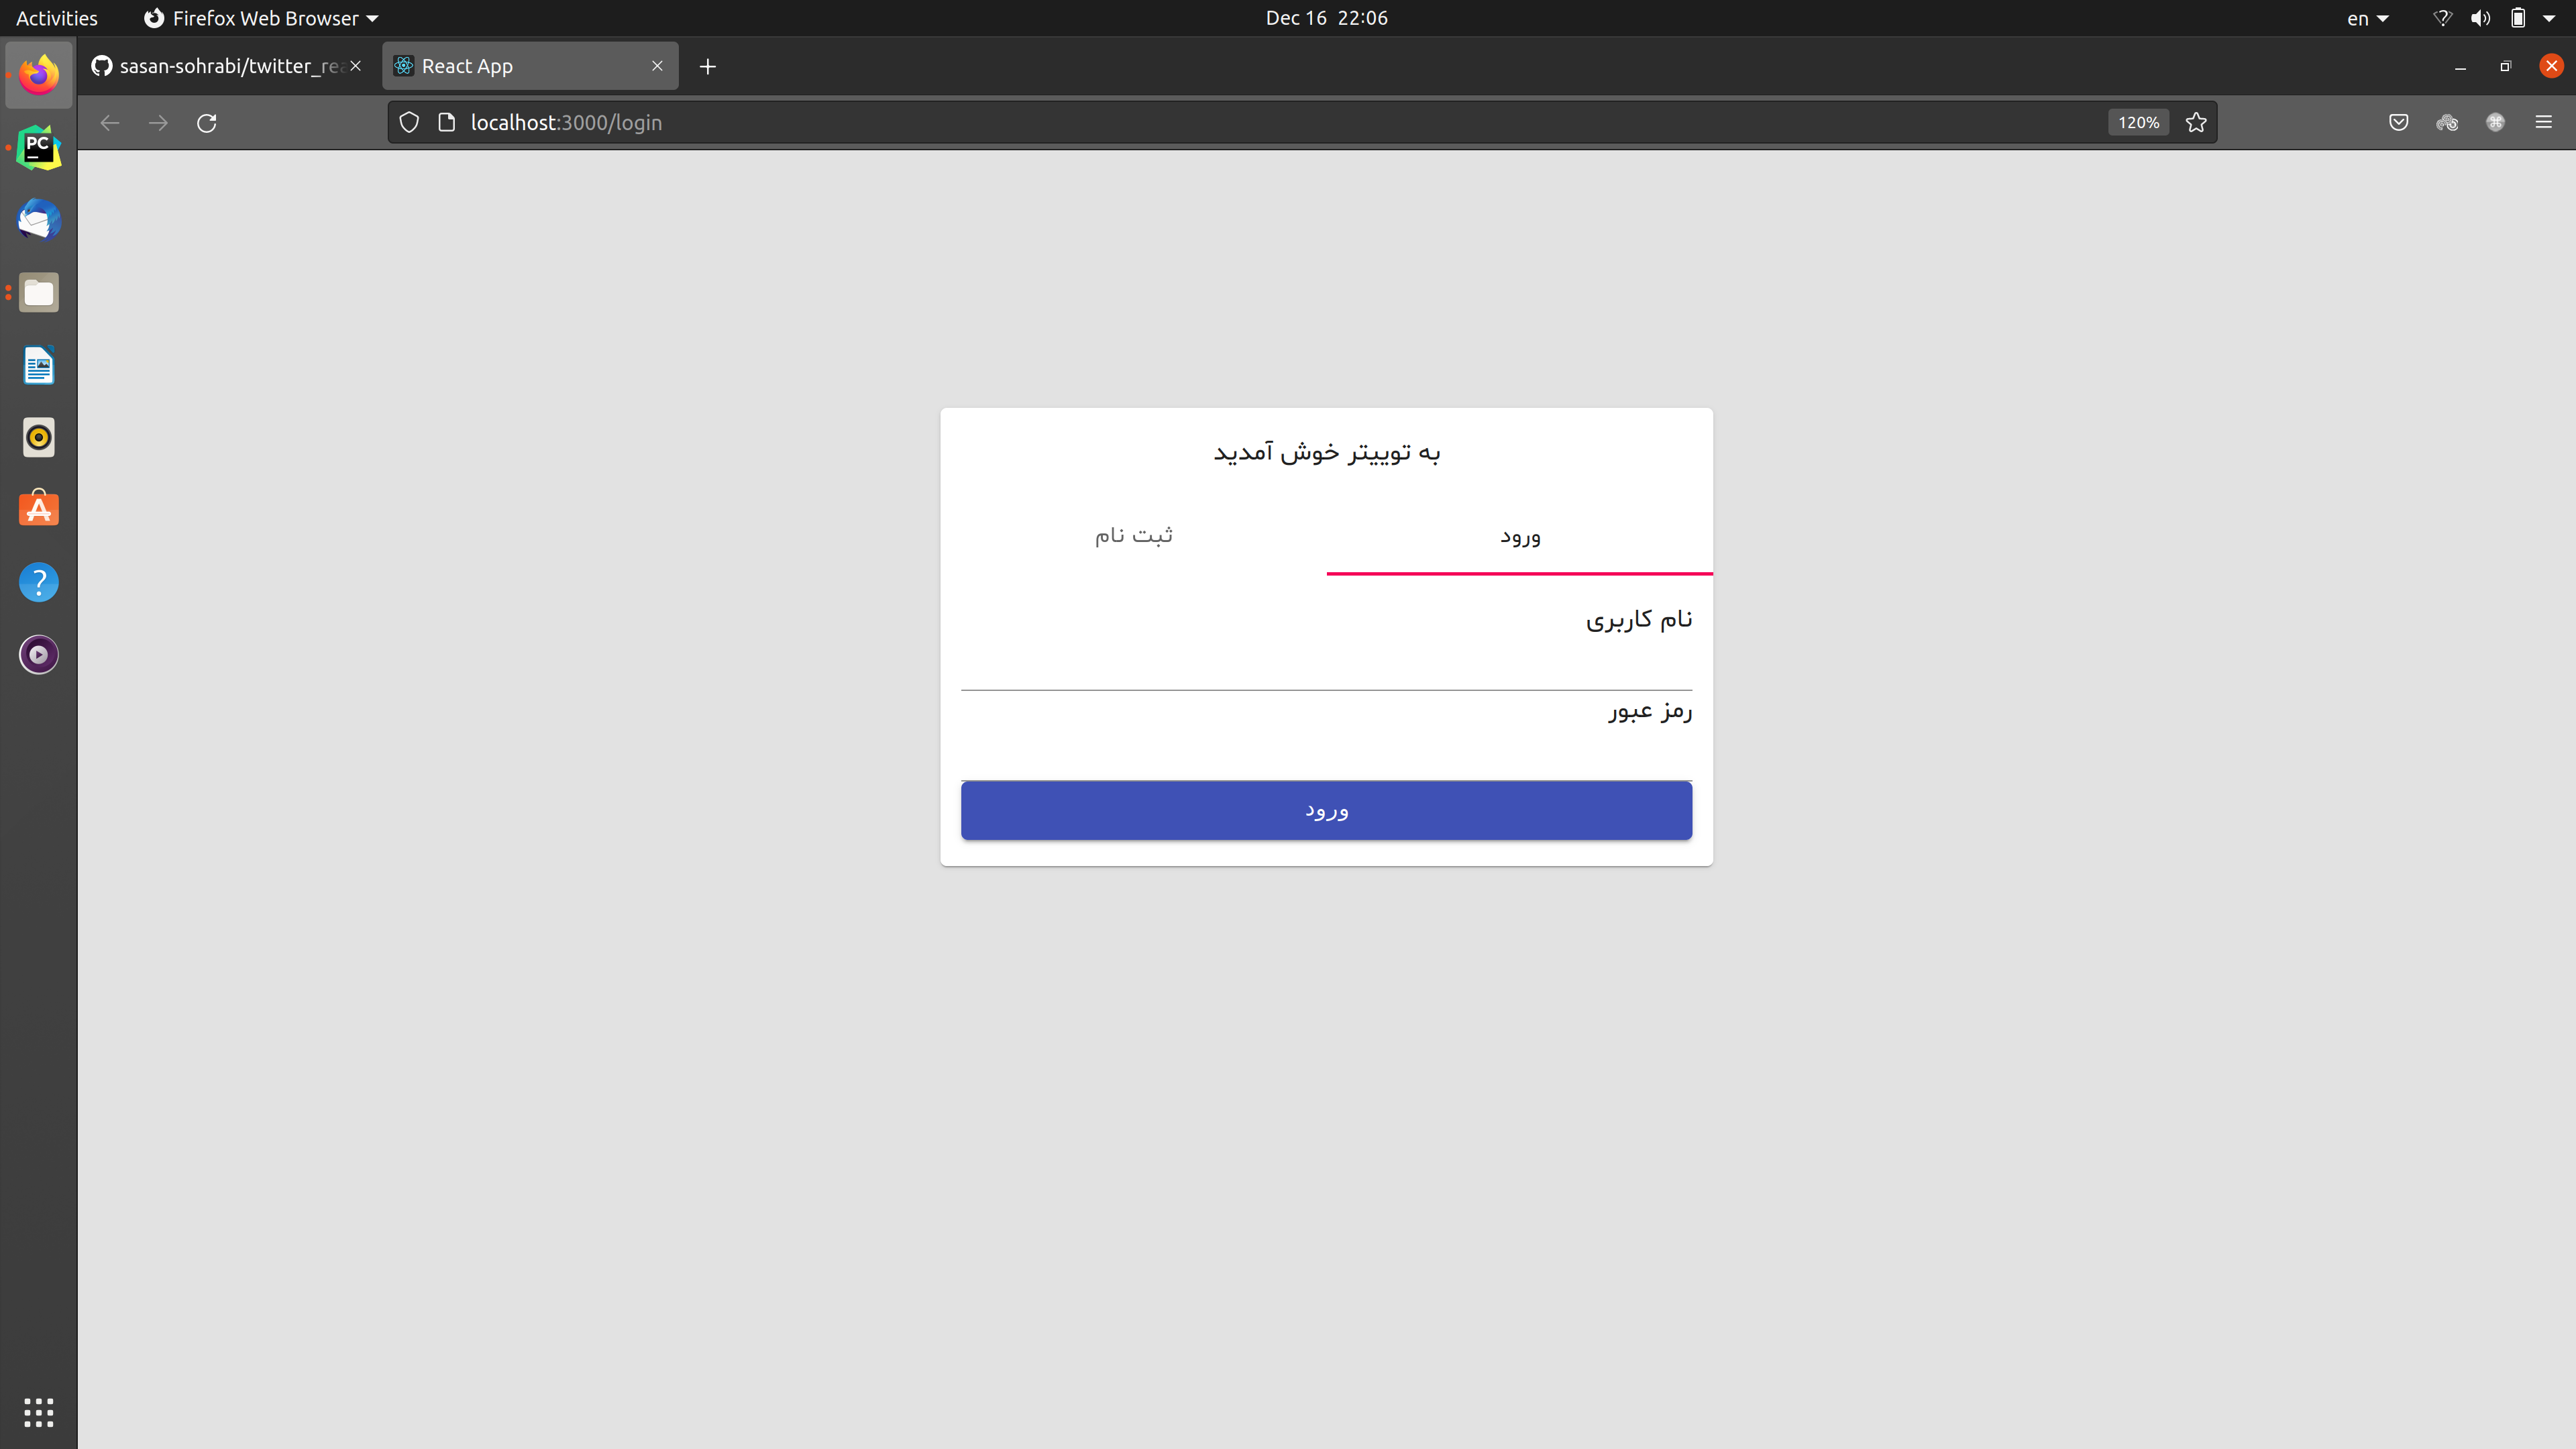 Activities Firefox Web Browser Dec 16 22:06 en
sasan-sohrabi/twitter_rea React App
localhost:3000/login 120%
PC
به توییتر خوش آمدید
ورود ثبت نام
نام کاربری
رمز عبور
ورود